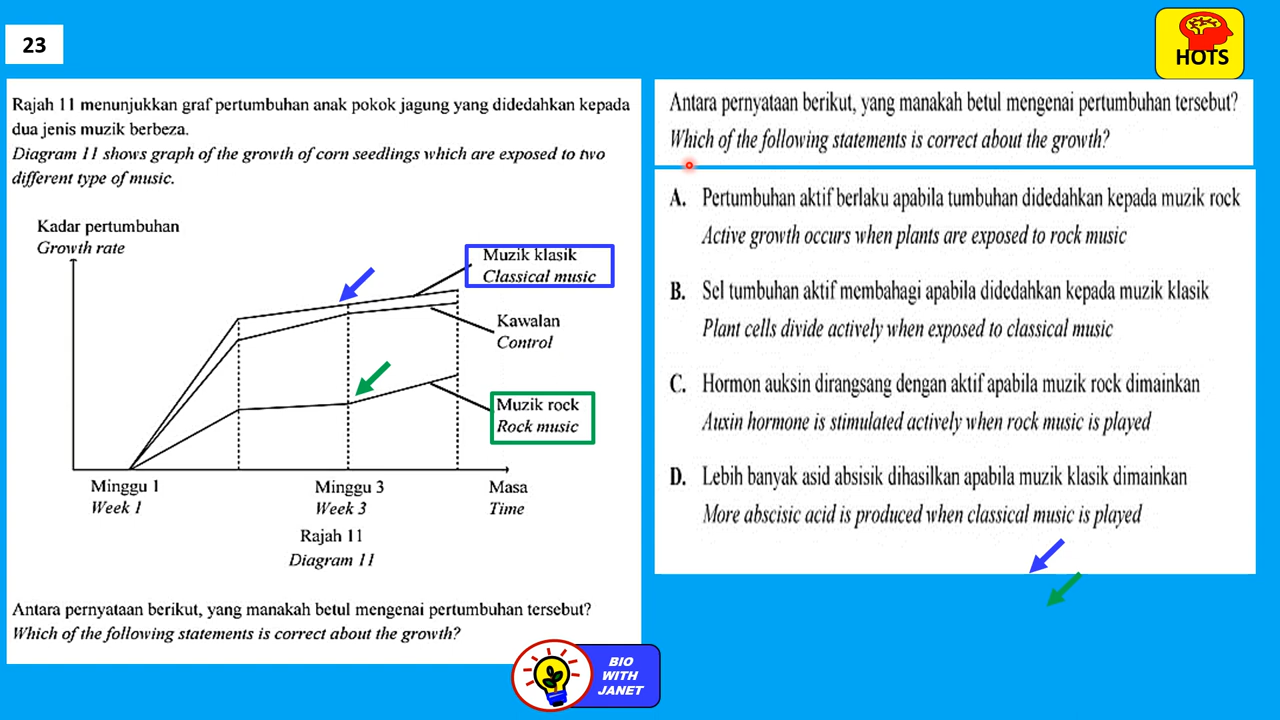 23
HOTS
Rajah 11 menunjukkan graf pertumbuhan anak pokok jagung yang didedahkan kepada
dua jenis muzik berbeza.
Diagram 11 shows graph of the growth of corn seedlings which are exposed to two
different type of music.
Kadar pertumbuhan
Growth rate
Muzik klasik
Classical music
Kawalan
Control
Muzik rock
Rock music
Minggu 1
Week 1
Minggu 3
Week 3
Masa
Time
Rajah 11
Diagram 11
Antara pernyataan berikut, yang manakah betul mengenai pertumbuhan tersebut?
Which of the following statements is correct about the growth?
Antara pernyataan berikut, yang manakah betul mengenai pertumbuhan tersebut?
Which of the following statements is correct about the growth?
A. Pertumbuhan aktif berlaku apabila tumbuhan didedahkan kepada muzik rock
Active growth occurs when plants are exposed to rock music
B. Sel tumbuhan aktif membahagi apabila didedahkan kepada muzik klasik
Plant cells divide actively when exposed to classical music
C. Hormon auksin dirangsang dengan aktif apabila muzik rock dimainkan
Auxin hormone is stimulated actively when rock music is played
D. Lebih banyak asid absisik dihasilkan apabila muzik klasik dimainkan
More abscisic acid is produced when classical music is played
BIO
WITH
JANET